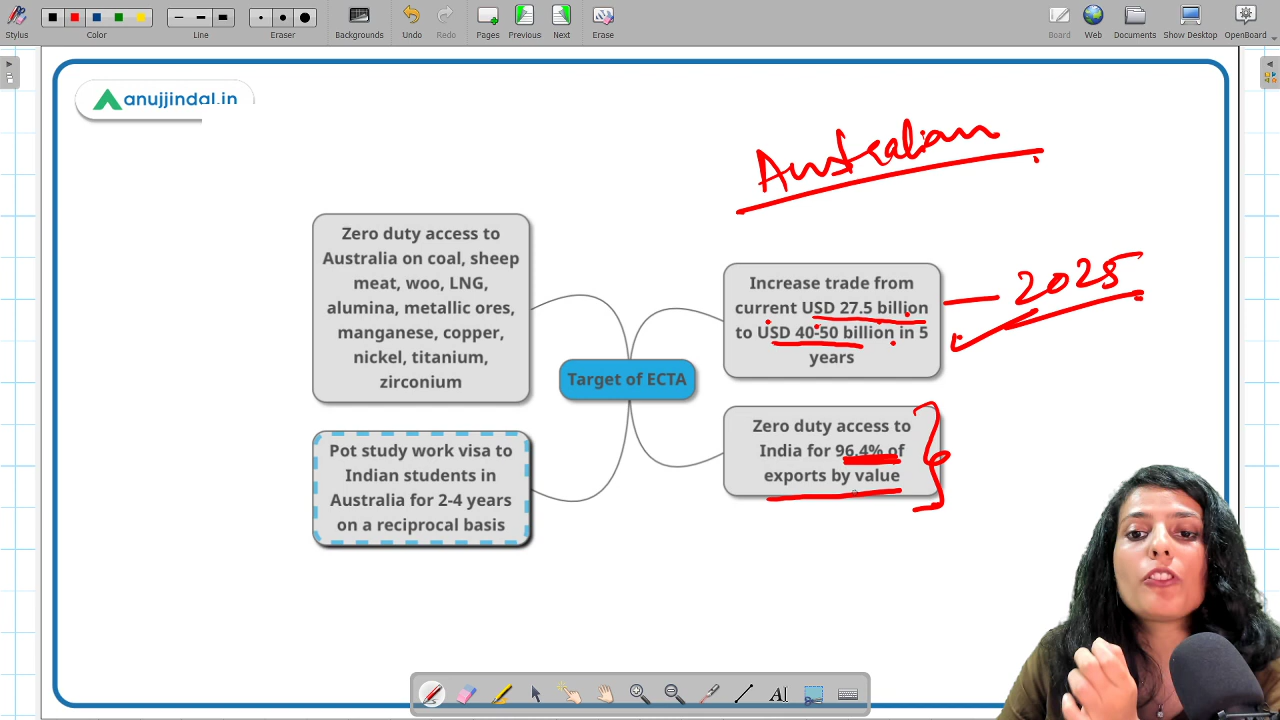 Stylus
Color
Line
Eraser
Backgrounds
Undo
Redo
Pages
Previous
Next
Erase
Board
Web
Documents
Show Desktop
OpenBoard
anujjindal.in
Australian
Zero duty access to
Australia on coal, sheep
meat, woo, LNG,
alumina, metallic ores,
manganese, copper,
nickel, titanium,
zirconium
Increase trade from
current USD 27.5 billion
to USD 40-50 billion in 5
years
2025
Target of ECTA
Pot study work visa to
Indian students in
Australia for 2-4 years
on a reciprocal basis
Zero duty access to
India for 96.4% of
exports by value
AI